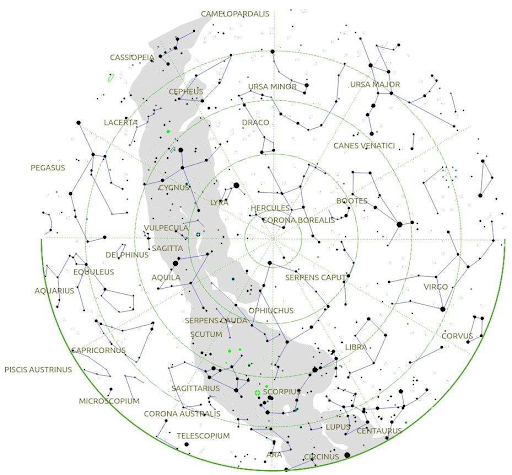 CAMELOPARDALIS
CASSIOPEIA
CEPHEUS
URSA MINOR
URSA MAJOR
LACERTA
DRACO
CANES VENATICI
PEGASUS
CYGNUS
LYRA
HERCULES
BOOTES
CORONA BOREALIS
VULPECULA
SAGITTA
DELPHINUS
EQUULEUS
AQUILA
SERPENS CAPUT
VIRGO
AQUARIUS
OPHIUCHUS
SERPENS CAUDA
SCUTUM
LIBRA
CORVUS
CAPRICORNUS
PISCIS AUSTRINUS
SAGITTARIUS
SCORPIUS
MICROSCOPIUM
CORONA AUSTRALIS
LUPUS
CENTAURUS
TELESCOPIUM
ARA
CIRCINUS